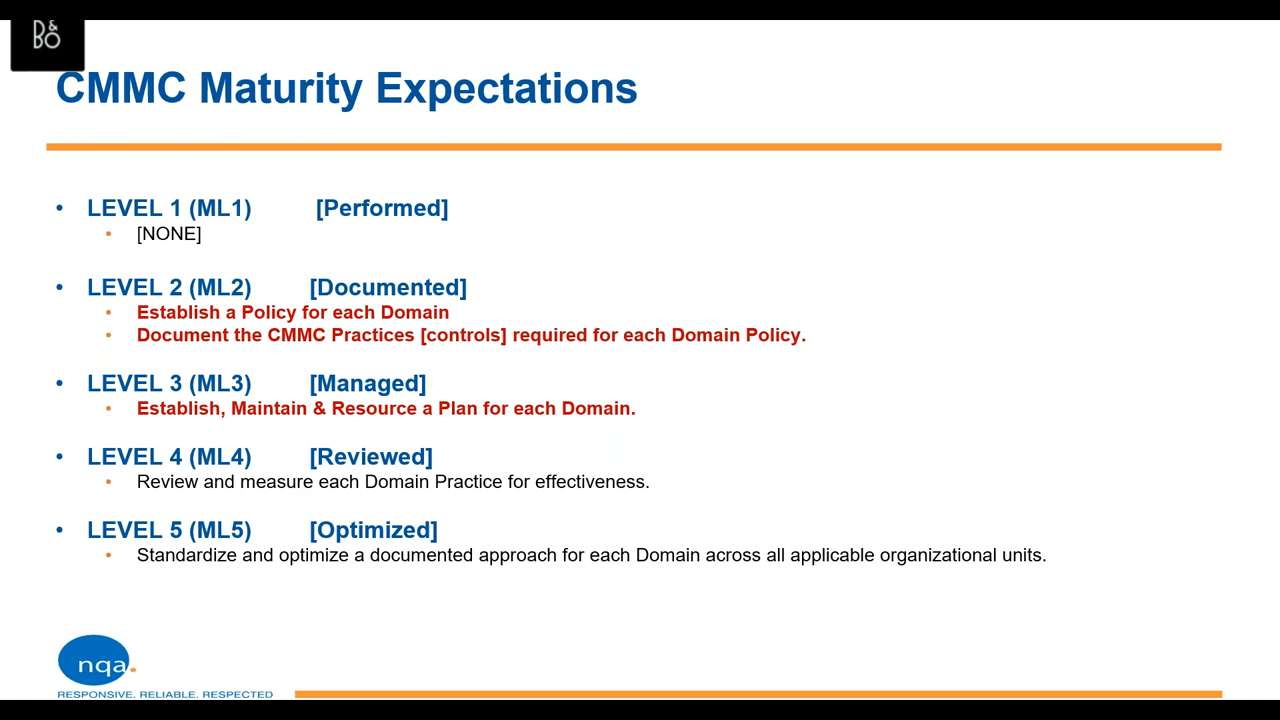 B&O
CMMC Maturity Expectations
• LEVEL 1 (ML1) [Performed]
• [NONE]
• LEVEL 2 (ML2) [Documented]
• Establish a Policy for each Domain
• Document the CMMC Practices [controls] required for each Domain Policy.
• LEVEL 3 (ML3) [Managed]
• Establish, Maintain & Resource a Plan for each Domain.
• LEVEL 4 (ML4) [Reviewed]
• Review and measure each Domain Practice for effectiveness.
• LEVEL 5 (ML5) [Optimized]
• Standardize and optimize a documented approach for each Domain across all applicable organizational units.
nqa.
RESPONSIVE. RELIABLE. RESPECTED